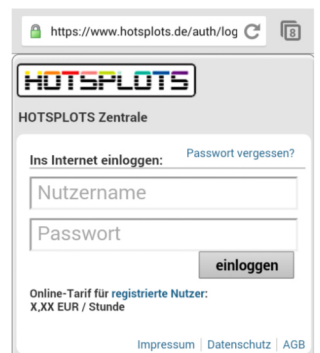 https://www.hotsplots.de/auth/log
8
HOTSPLOTS
HOTSPLOTS Zentrale
Ins Internet einloggen: Passwort vergessen?
Nutzername
Passwort
einloggen
Online-Tarif für registrierte Nutzer:
X,XX EUR / Stunde
Impressum | Datenschutz | AGB